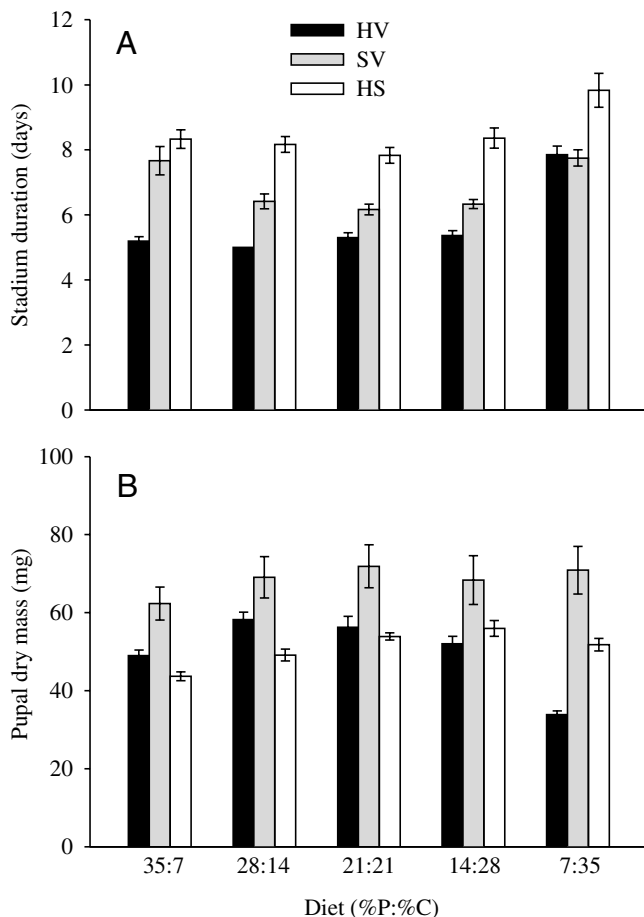 A
HV
SV
HS
12
10
8
6
4
2
0
Stadium duration (days)
B
100
80
60
40
20
0
Pupal dry mass (mg)
35:7 28:14 21:21 14:28 7:35
Diet (%P:%C)